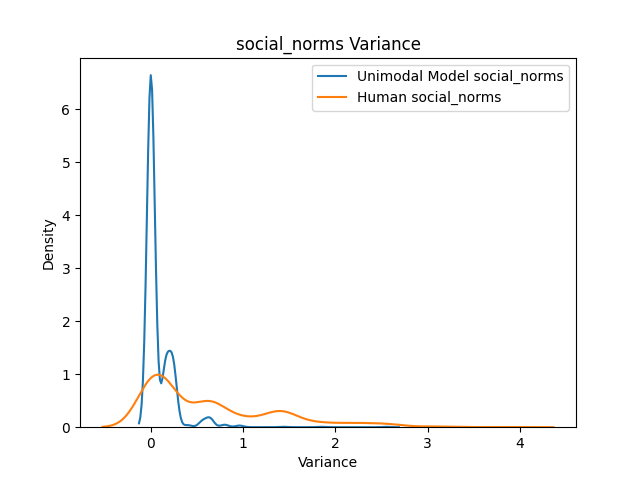 social_norms Variance
Unimodal Model social_norms
Human social_norms
Density
6
5
4
3
2
1
0
0 1 2 3 4
Variance